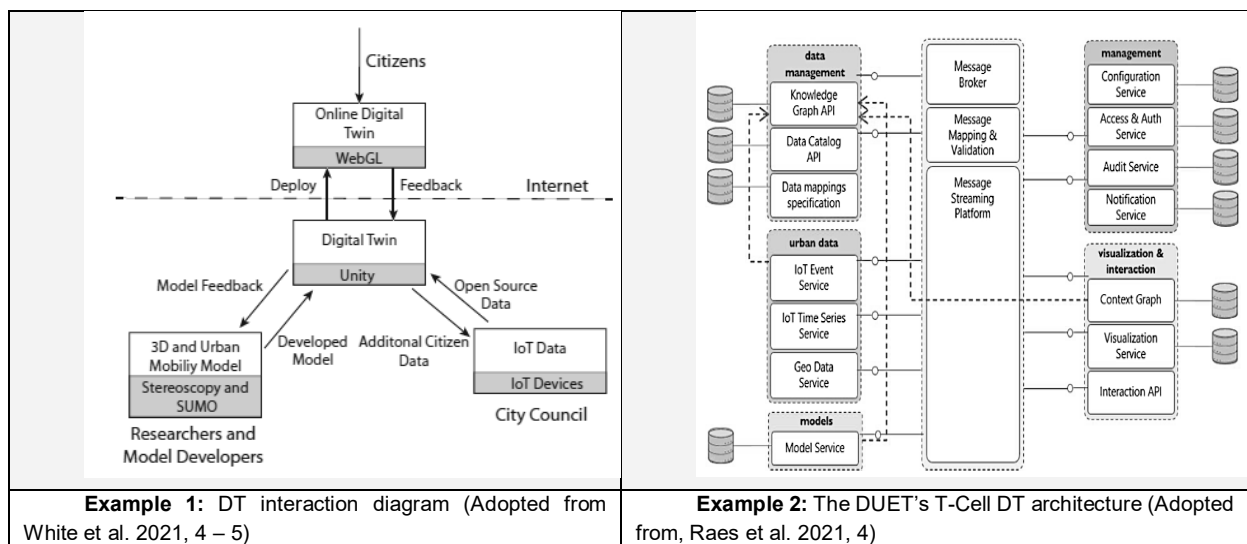 Citizens
Online Digital
Twin
WebGL
Deploy
Feedback
Internet
Digital Twin
Unity
Model Feedback
Open Source
Data
3D and Urban
Mobiliy Model
Stereoscopy and
SUMO
Developed
Model
Additonal Citizen
Data
IoT Data
IoT Devices
City Council
Researchers and
Model Developers
data
management
Knowledge
Graph API
Data Catalog
API
Data mappings
specification
urban data
IoT Event
Service
IoT Time Series
Service
Geo Data
Service
models
Model Service
Message
Broker
Message
Mapping &
Validation
Message
Streaming
Platform
management
Configuration
Service
Access & Auth
Service
Audit Service
Notification
Service
visualization &
interaction
Context Graph
Visualization
Service
Interaction API
Example 1: DT interaction diagram (Adopted from
White et al. 2021, 4 – 5)
Example 2: The DUET’s T-Cell DT architecture (Adopted
from, Raes et al. 2021, 4)